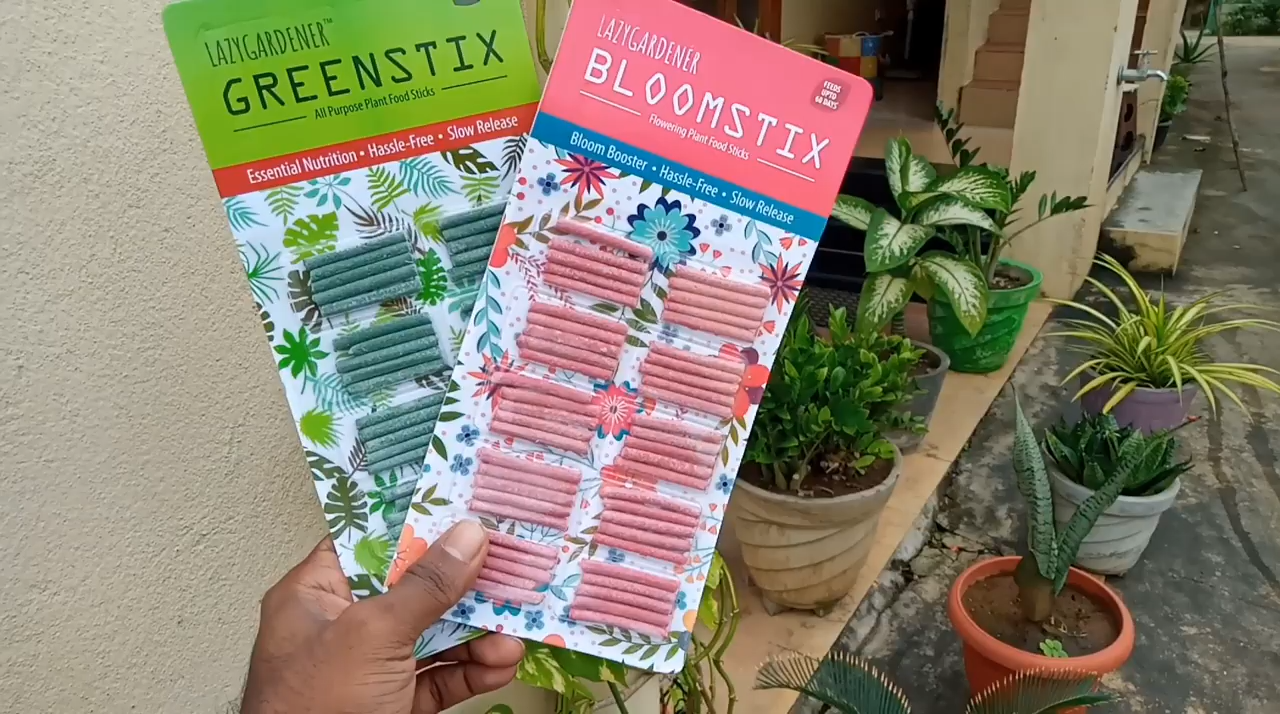 LAZYGARDENER™
GREENSTIX
All Purpose Plant Food Sticks
Essential Nutrition • Hassle-Free • Slow Release
LAZYGARDENER
BLOOMSTIX
Flowering Plant Food Sticks
FEEDS
UPTO
60 DAYS
Bloom Booster • Hassle-Free • Slow Release